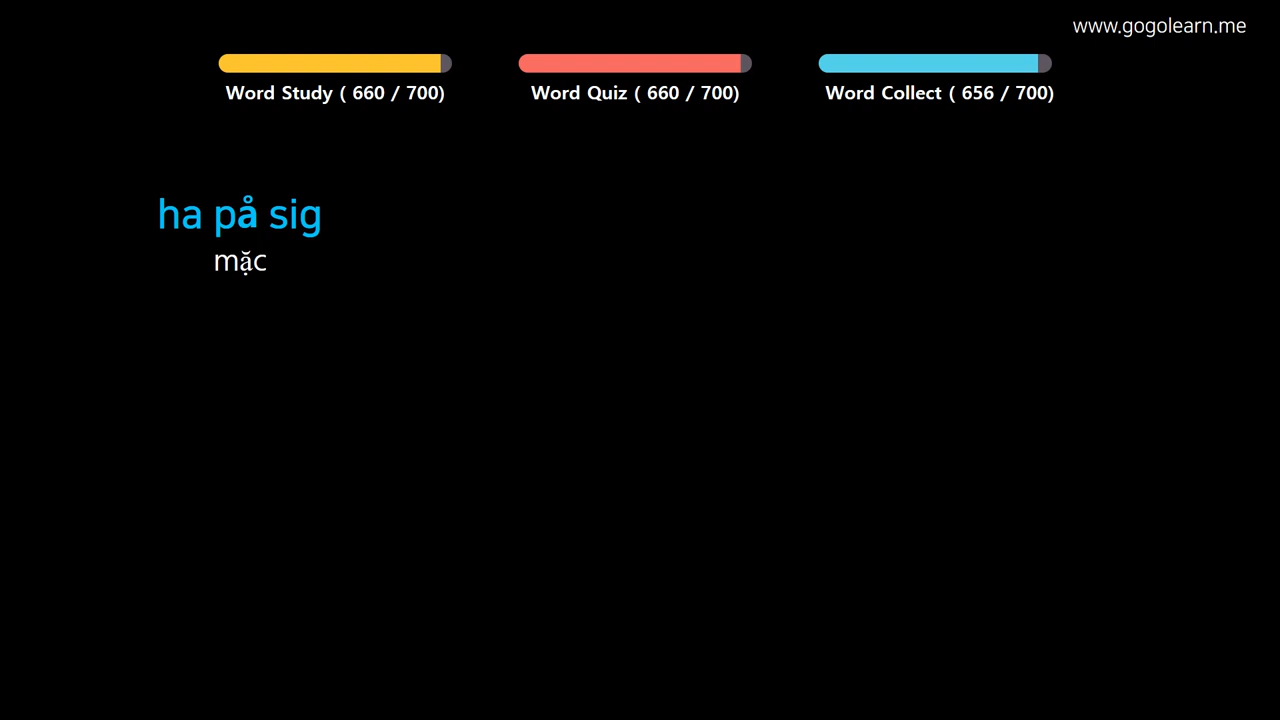 www.gogolearn.me
Word Study ( 660 / 700)
Word Quiz ( 660 / 700)
Word Collect ( 656 / 700)
ha på sig
mặc